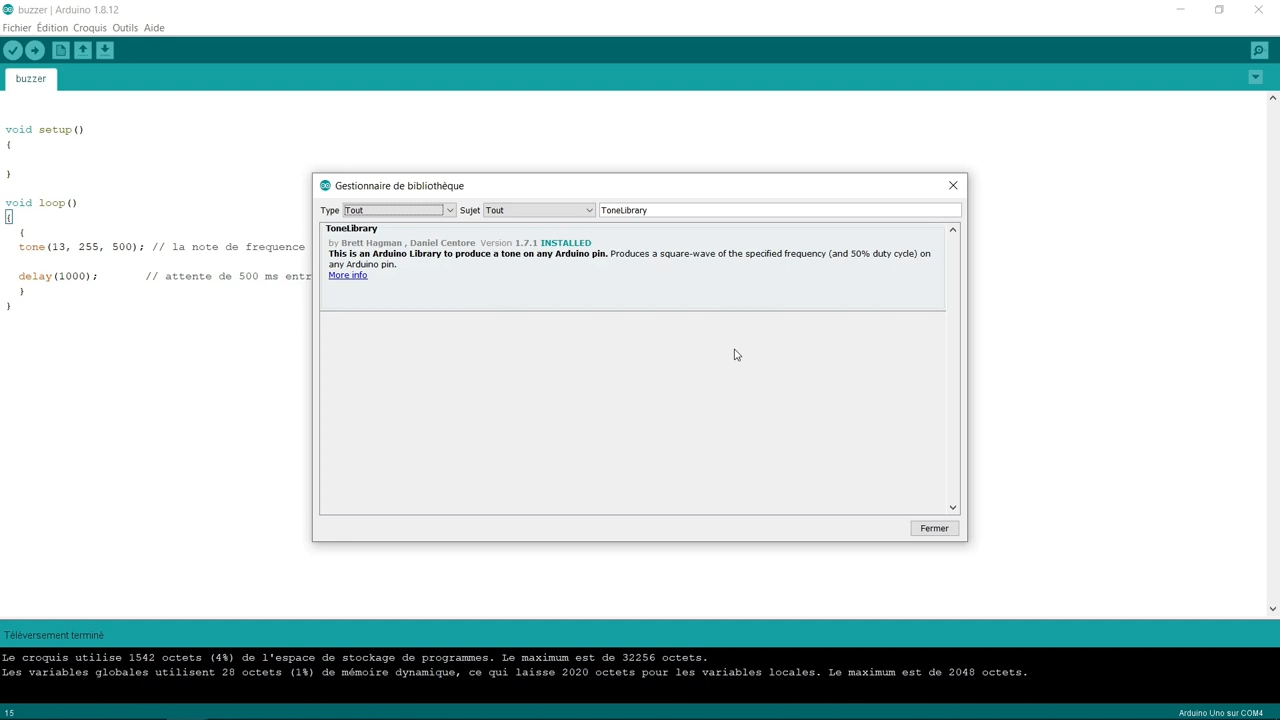 buzzer | Arduino 1.8.12
Fichier Édition Croquis Outils Aide
buzzer
void setup()
{
}
void loop()
{
{
tone(13, 255, 500); // la note de frequence
delay(1000); // attente de 500 ms entr
}
}
Gestionnaire de bibliothèque
Type Tout Sujet Tout ToneLibrary
ToneLibrary
by Brett Hagman , Daniel Centore Version 1.7.1 INSTALLED
This is an Arduino Library to produce a tone on any Arduino pin. Produces a square-wave of the specified frequency (and 50% duty cycle) on
any Arduino pin.
More info
Fermer
Téléversement terminé
Le croquis utilise 1542 octets (4%) de l'espace de stockage de programmes. Le maximum est de 32256 octets.
Les variables globales utilisent 28 octets (1%) de mémoire dynamique, ce qui laisse 2020 octets pour les variables locales. Le maximum est de 2048 octets.
15
Arduino Uno sur COM4